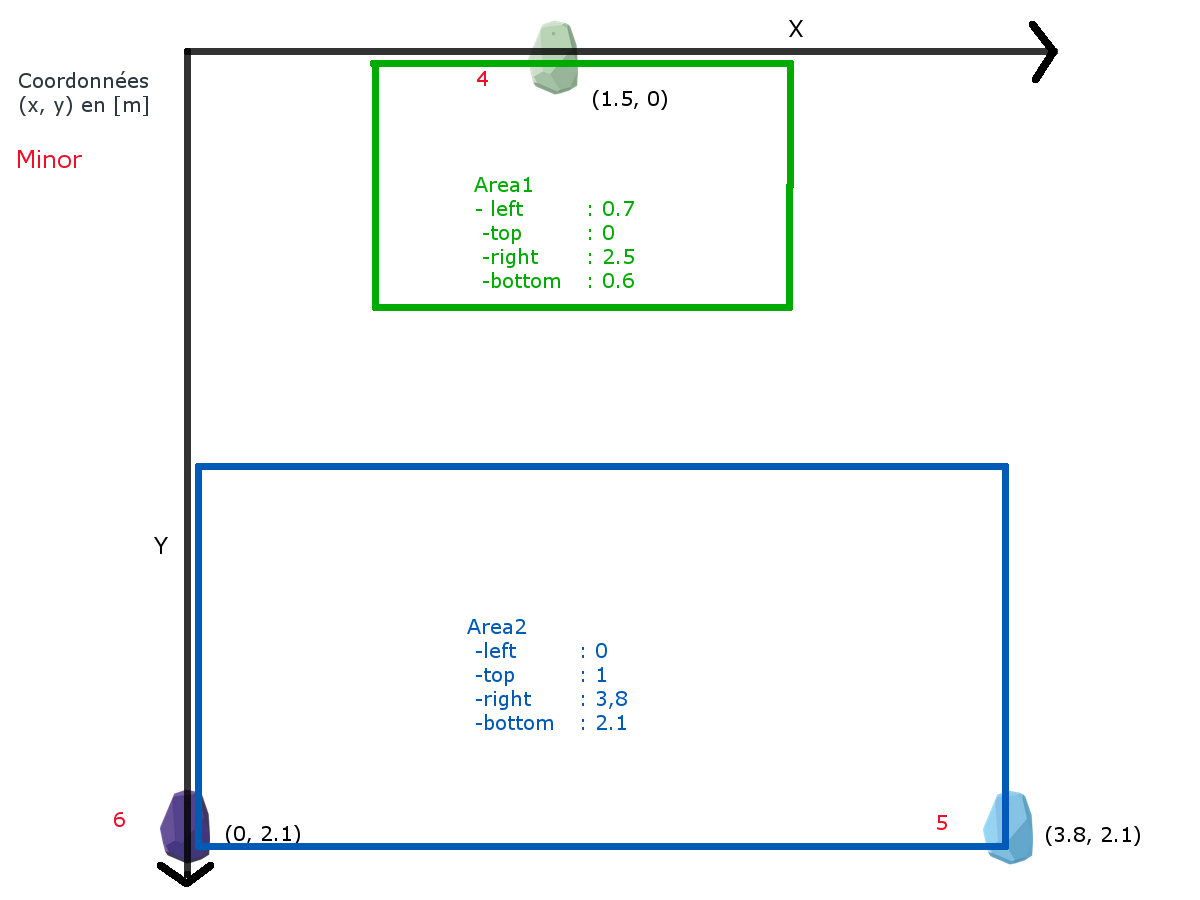 X
Coordonnées
(x, y) en [m]
4
(1.5, 0)
Minor
Area1
- left : 0.7
-top : 0
-right : 2.5
-bottom : 0.6
Y
Area2
-left : 0
-top : 1
-right : 3,8
-bottom : 2.1
6
(0, 2.1)
5
(3.8, 2.1)